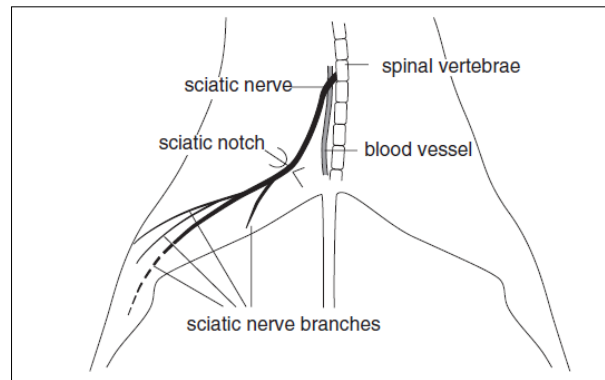 spinal vertebrae
sciatic nerve
sciatic notch
blood vessel
sciatic nerve branches